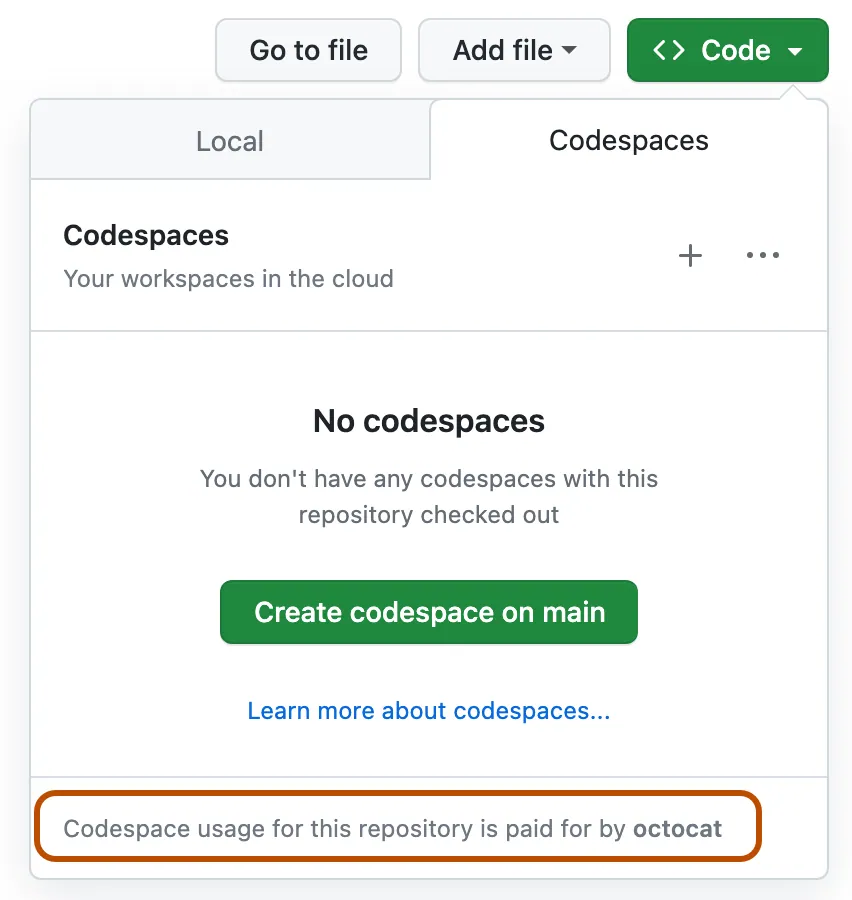 Go to file
Add file
<> Code
Local
Codespaces
Codespaces
Your workspaces in the cloud
No codespaces
You don't have any codespaces with this
repository checked out
Create codespace on main
Learn more about codespaces...
Codespace usage for this repository is paid for by octocat